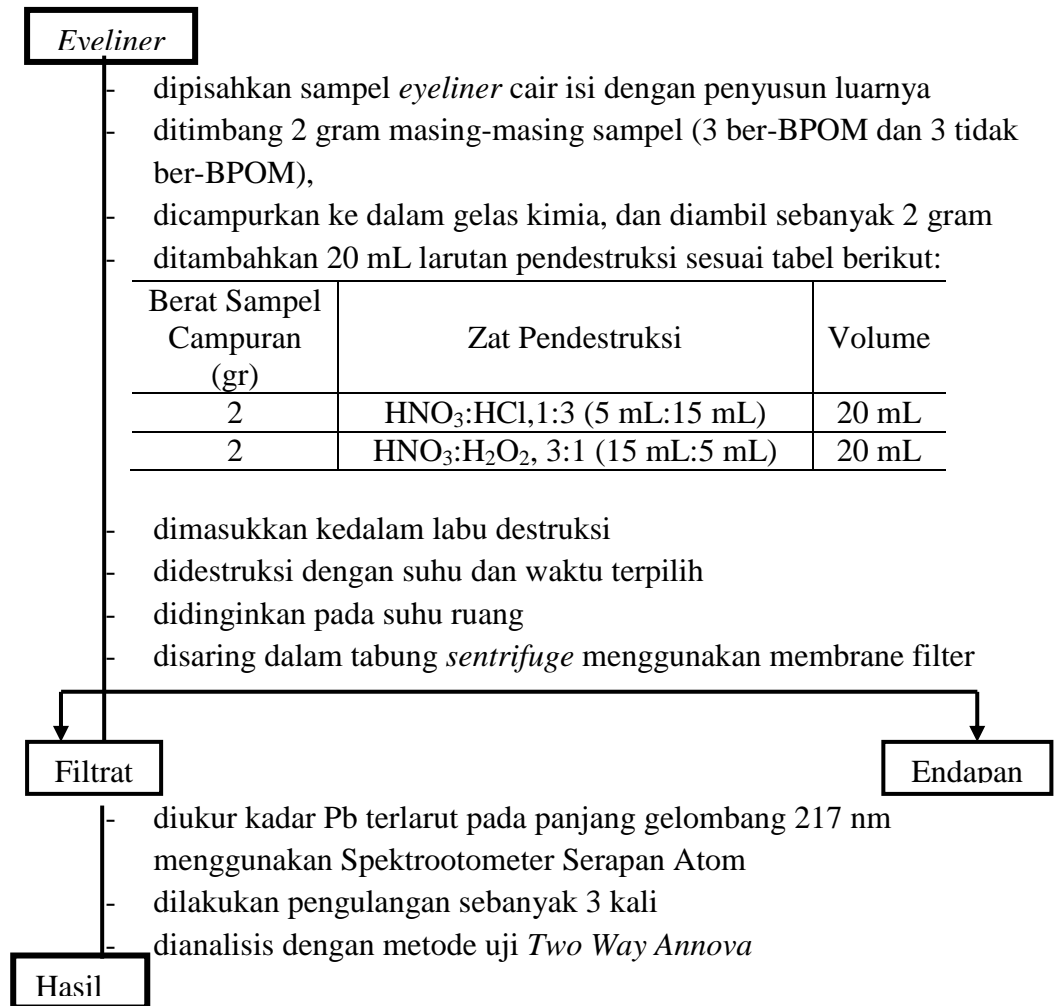 Eyeliner
- dipisahkan sampel eyeliner cair isi dengan penyusun luarnya
- ditimbang 2 gram masing-masing sampel (3 ber-BPOM dan 3 tidak
ber-BPOM),
- dicampurkan ke dalam gelas kimia, dan diambil sebanyak 2 gram
- ditambahkan 20 mL larutan pendestruksi sesuai tabel berikut:
Berat Sampel
Campuran
(gr)
Zat Pendestruksi
Volume
2 HNO₃:HCl,1:3 (5 mL:15 mL) 20 mL
2 HNO₃:H₂O₂, 3:1 (15 mL:5 mL) 20 mL
- dimasukkan kedalam labu destruksi
- didestruksi dengan suhu dan waktu terpilih
- didinginkan pada suhu ruang
- disaring dalam tabung sentrifuge menggunakan membrane filter
Filtrat
Endapan
- diukur kadar Pb terlarut pada panjang gelombang 217 nm
menggunakan Spektrootometer Serapan Atom
- dilakukan pengulangan sebanyak 3 kali
- dianalisis dengan metode uji Two Way Annova
Hasil